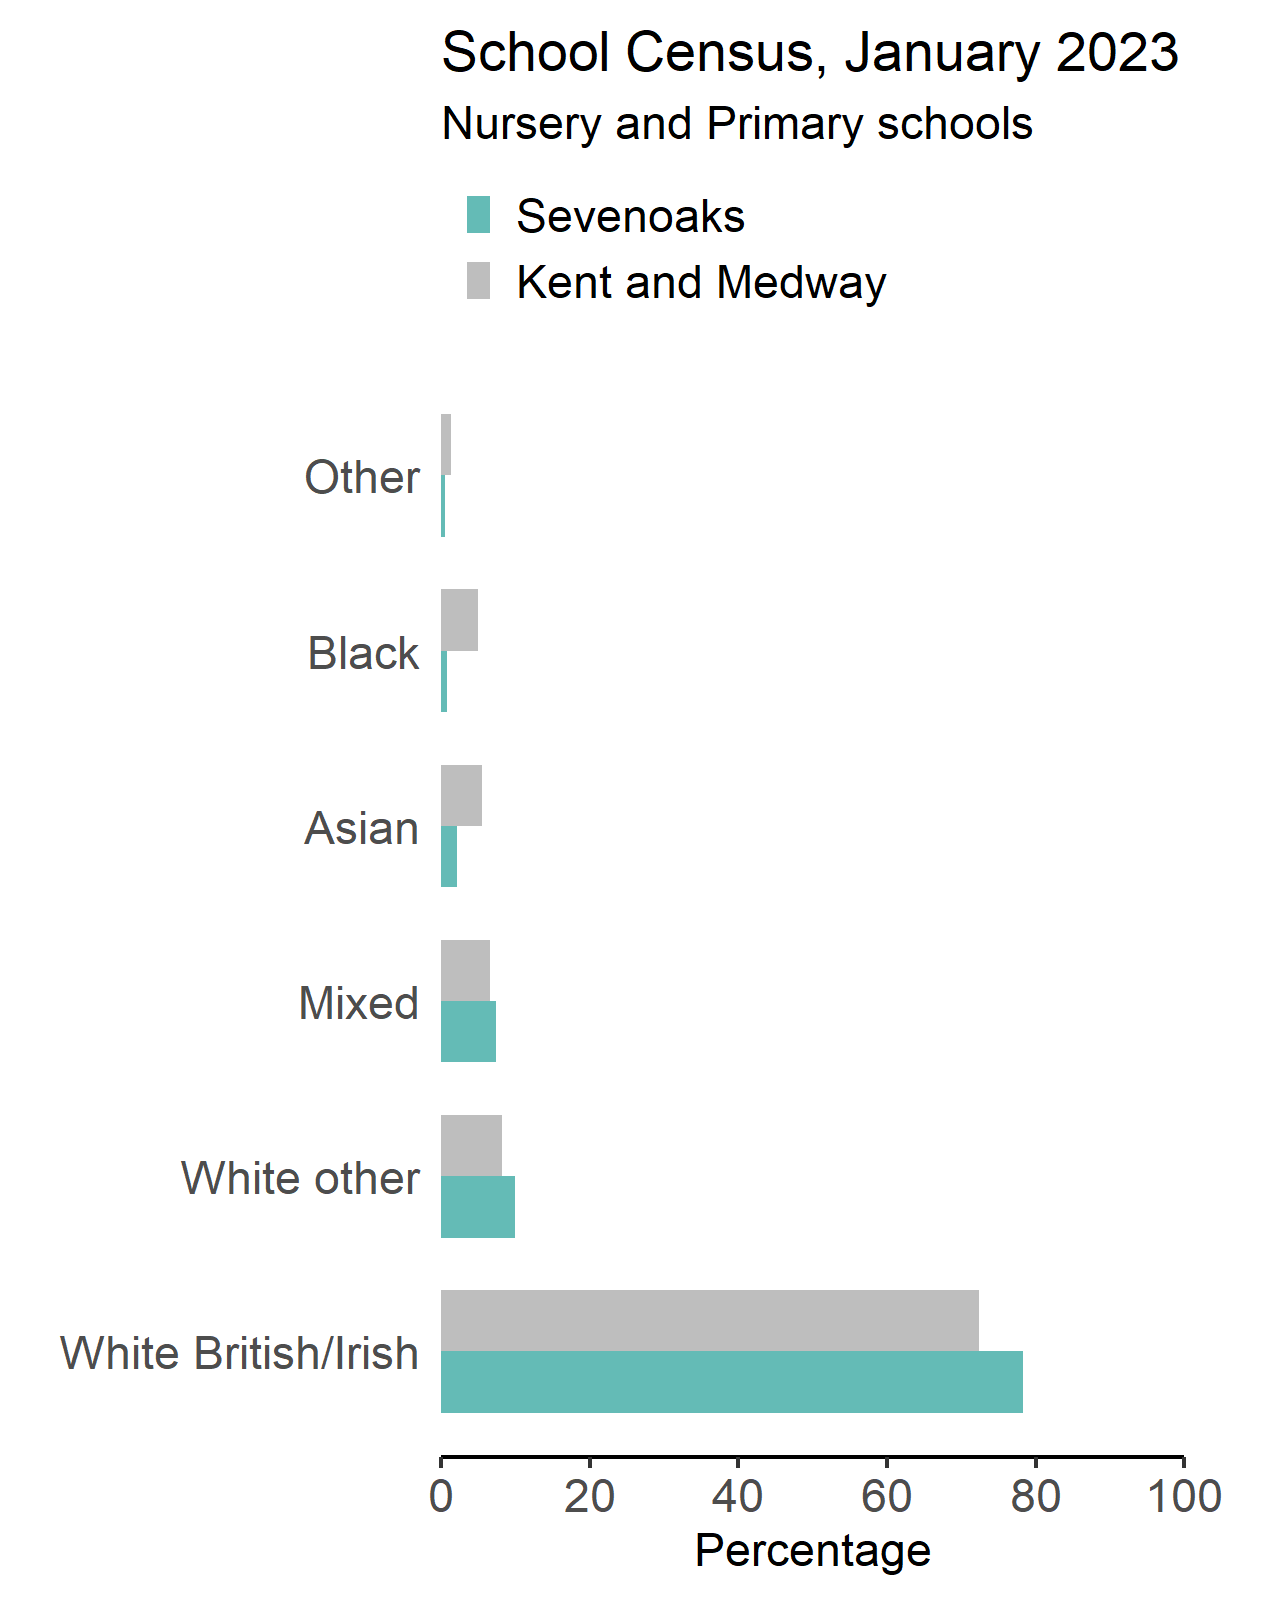 School Census, January 2023
Nursery and Primary schools
Sevenoaks
Kent and Medway
Other
Black
Asian
Mixed
White other
White British/Irish
0 20 40 60 80 100
Percentage